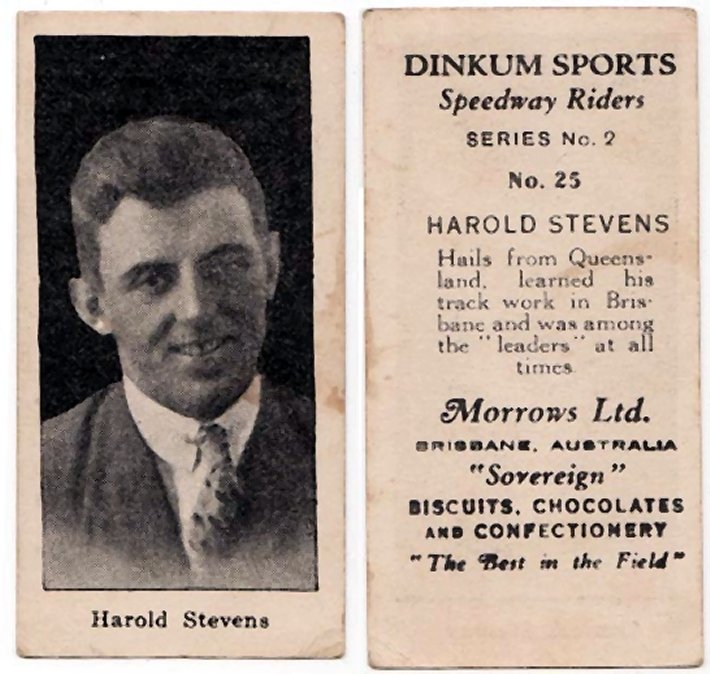 Harold Stevens
DINKUM SPORTS
Speedway Riders
SERIES No. 2
No. 25
HAROLD STEVENS
Hails from Queens-
land, learned his
track work in Bris-
bane and was among
the "leaders" at all
times.
Morrows Ltd.
BRISBANE, AUSTRALIA
"Sovereign"
BISCUITS, CHOCOLATES
AND CONFECTIONERY
"The Best in the Field"